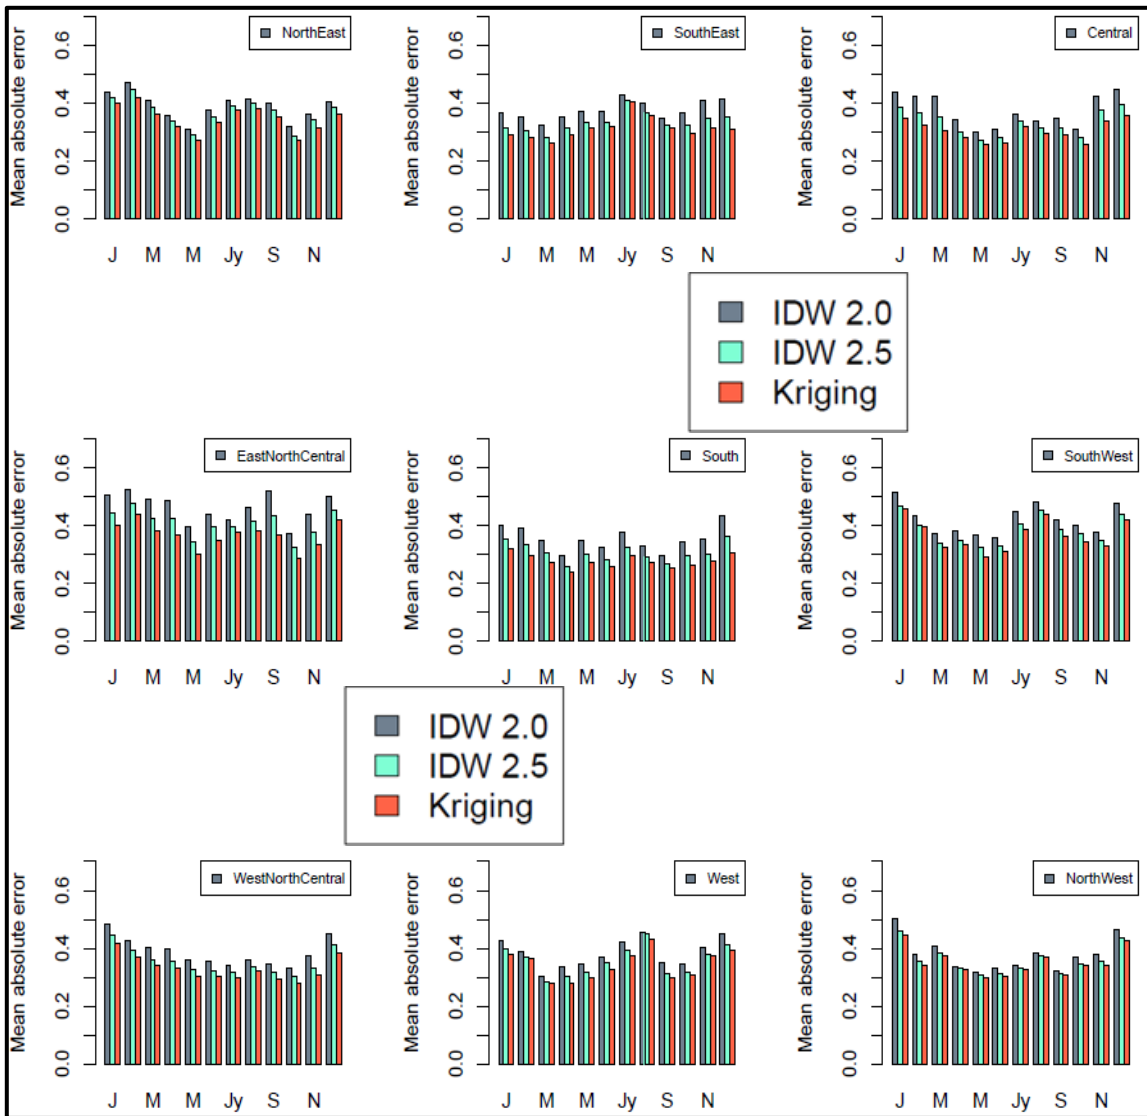 Mean absolute error
0.0 0.2 0.4 0.6
NorthEast
J M M Jy S N
Mean absolute error
0.0 0.2 0.4 0.6
SouthEast
J M M Jy S N
Mean absolute error
0.0 0.2 0.4 0.6
Central
J M M Jy S N
IDW 2.0
IDW 2.5
Kriging
Mean absolute error
0.0 0.2 0.4 0.6
EastNorthCentral
J M M Jy S N
Mean absolute error
0.0 0.2 0.4 0.6
South
J M M Jy S N
Mean absolute error
0.0 0.2 0.4 0.6
SouthWest
J M M Jy S N
IDW 2.0
IDW 2.5
Kriging
Mean absolute error
0.0 0.2 0.4 0.6
WestNorthCentral
J M M Jy S N
Mean absolute error
0.0 0.2 0.4 0.6
West
J M M Jy S N
Mean absolute error
0.0 0.2 0.4 0.6
NorthWest
J M M Jy S N